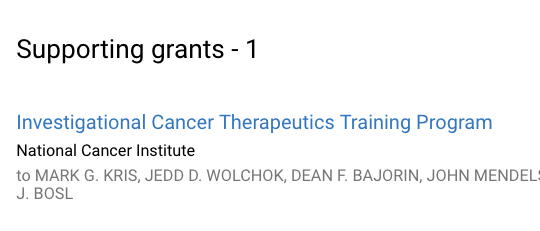 Supporting grants - 1
Investigational Cancer Therapeutics Training Program
National Cancer Institute
to MARK G. KRIS, JEDD D. WOLCHOK, DEAN F. BAJORIN, JOHN
J. BOSL